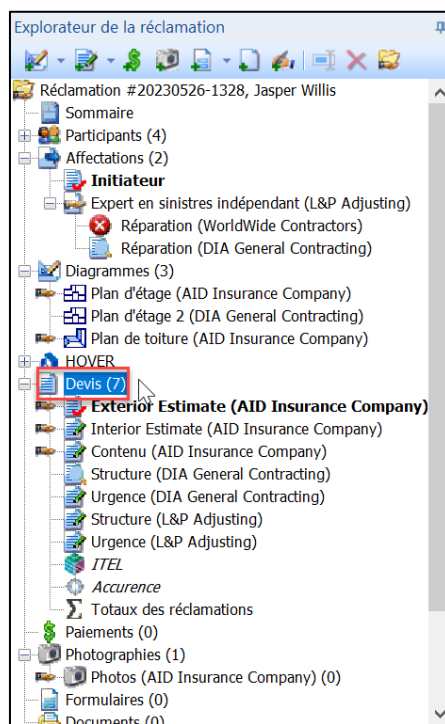 Explorateur de la réclamation
Réclamation #20230526-1328, Jasper Willis
Sommaire
Participants (4)
Affectations (2)
Initiateur
Expert en sinistres indépendant (L&P Adjusting)
Réparation (WorldWide Contractors)
Réparation (DIA General Contracting)
Diagrammes (3)
Plan d'étage (AID Insurance Company)
Plan d'étage 2 (DIA General Contracting)
Plan de toiture (AID Insurance Company)
HOVER
Devis (7)
Exterior Estimate (AID Insurance Company)
Interior Estimate (AID Insurance Company)
Contenu (AID Insurance Company)
Structure (DIA General Contracting)
Urgence (DIA General Contracting)
Structure (L&P Adjusting)
Urgence (L&P Adjusting)
ITEL
Accurence
Totaux des réclamations
Paiements (0)
Photographies (1)
Photos (AID Insurance Company) (0)
Formulaires (0)
Documents (0)